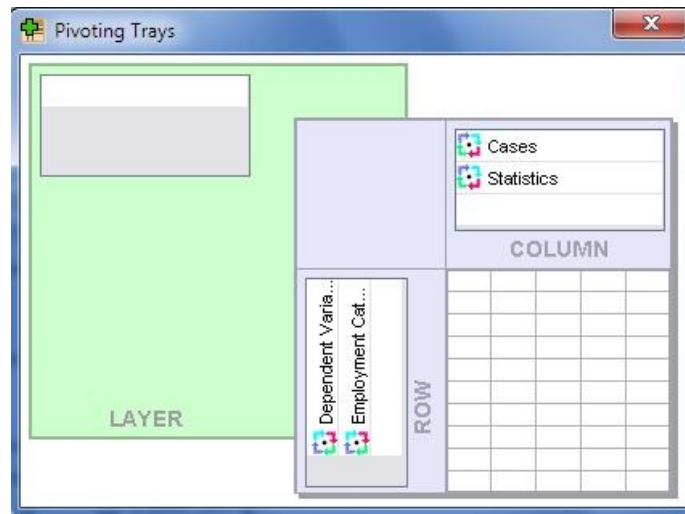 Pivoting Trays
Cases
Statistics
COLUMN
Dependent Varia...
Employment Cat...
ROW
LAYER